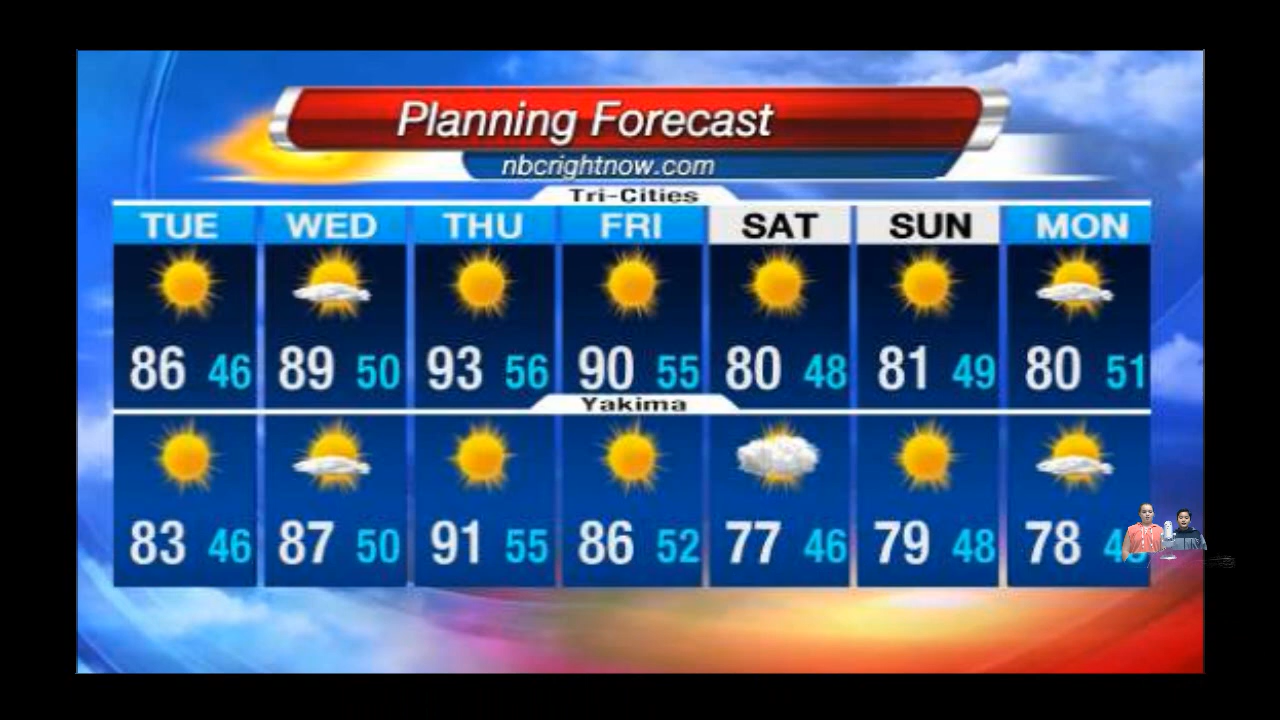 Planning Forecast
nbcrightnow.com
Tri-Cities
TUE WED THU FRI SAT SUN MON
86 46 89 50 93 56 90 55 80 48 81 49 80 51
Yakima
83 46 87 50 91 55 86 52 77 46 79 48 78